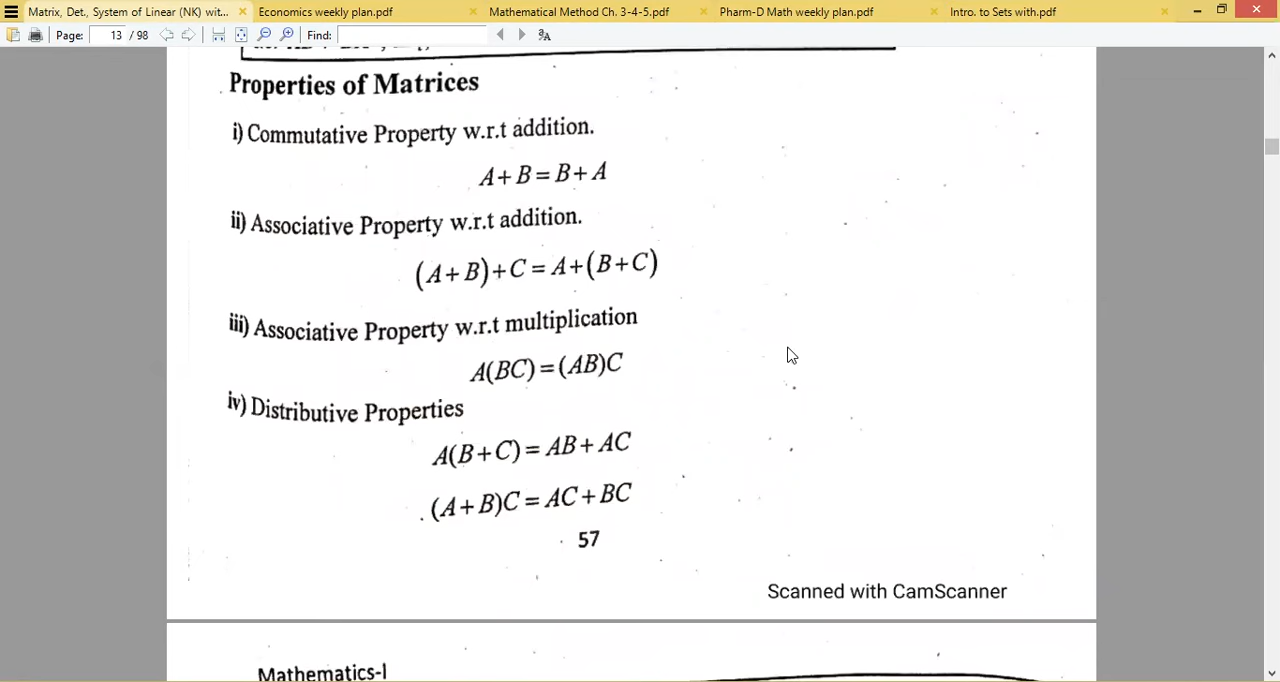 Matrix, Det., System of Linear (NK) wit... Economics weekly plan.pdf Mathematical Method Ch. 3-4-5.pdf Pharm-D Math weekly plan.pdf Intro. to Sets with.pdf
Page: 13 / 98 Find:
Properties of Matrices
i) Commutative Property w.r.t addition.
A + B = B + A
ii) Associative Property w.r.t addition.
(A + B) + C = A + (B + C)
iii) Associative Property w.r.t multiplication
A(BC) = (AB)C
iv) Distributive Properties
A(B + C) = AB + AC
(A + B)C = AC + BC
57
Scanned with CamScanner
Mathematics-I